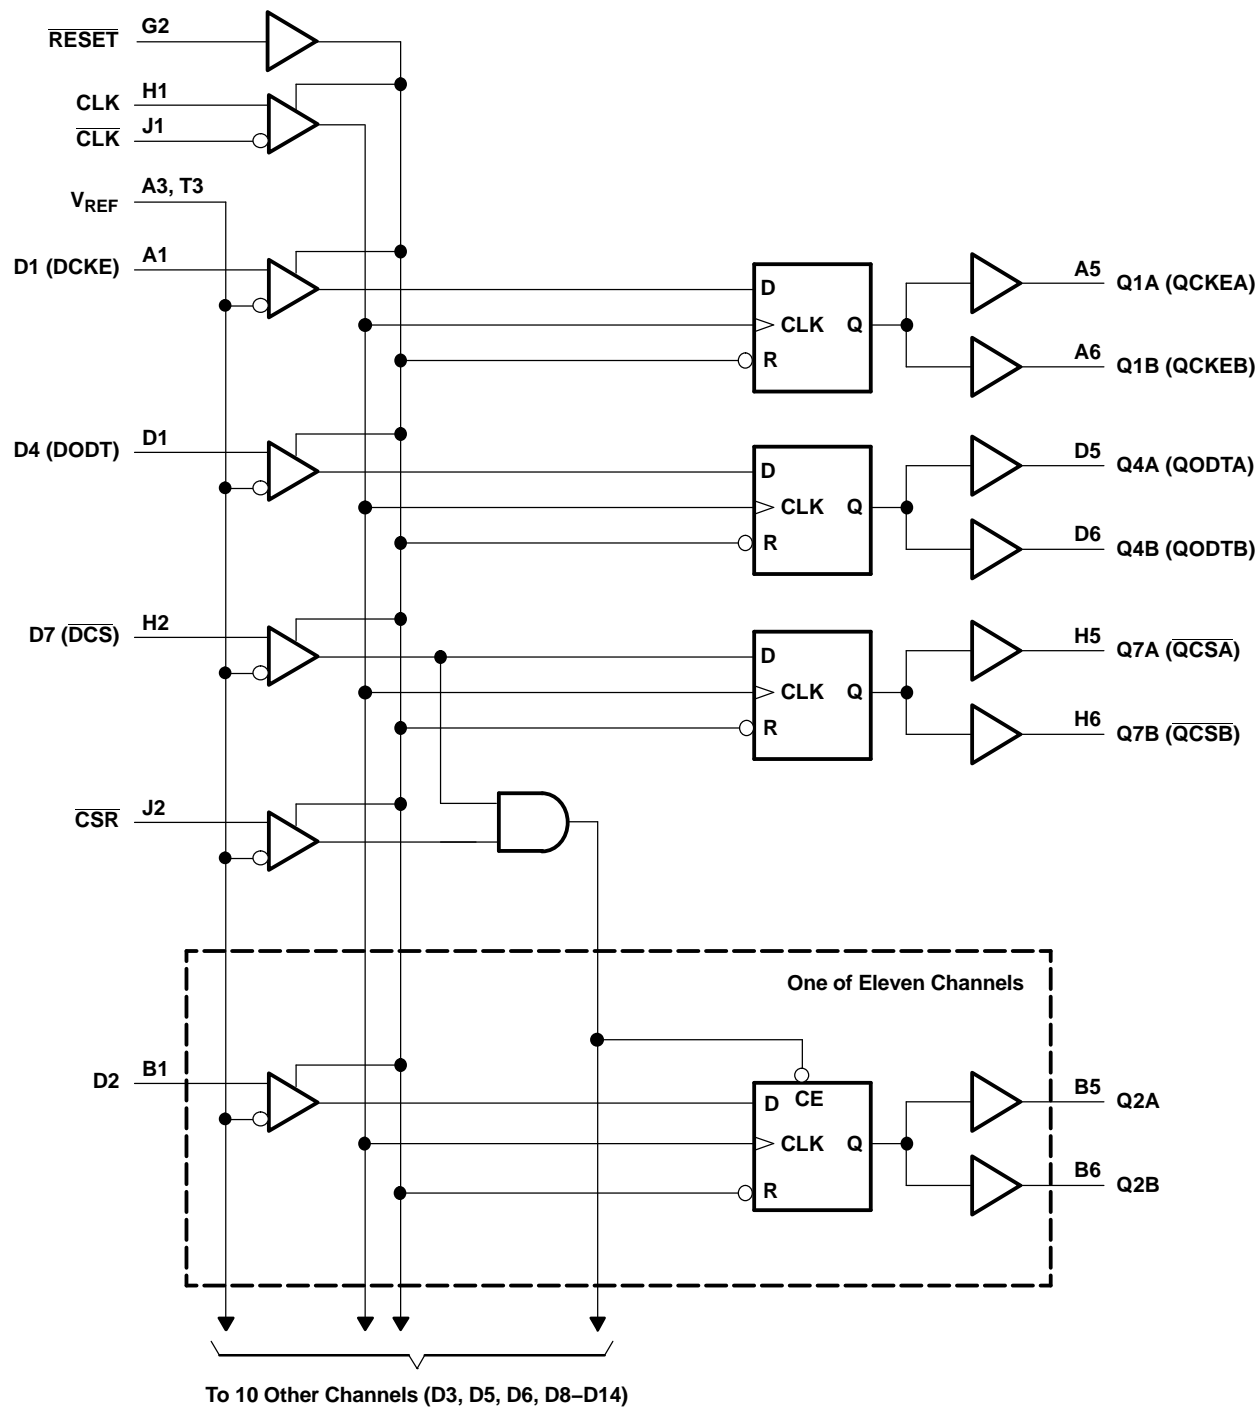 RESET G2
CLK H1
CLK J1
VREF A3, T3
D1 (DCKE) A1
D
CLK Q
R
A5 Q1A (QCKEA)
A6 Q1B (QCKEB)
D4 (DODT) D1
D
CLK Q
R
D5 Q4A (QODTA)
D6 Q4B (QODTB)
D7 (DCS) H2
D
CLK Q
R
H5 Q7A (QCSA)
H6 Q7B (QCSB)
CSR J2
One of Eleven Channels
D2 B1
D CE
CLK Q
R
B5 Q2A
B6 Q2B
To 10 Other Channels (D3, D5, D6, D8−D14)